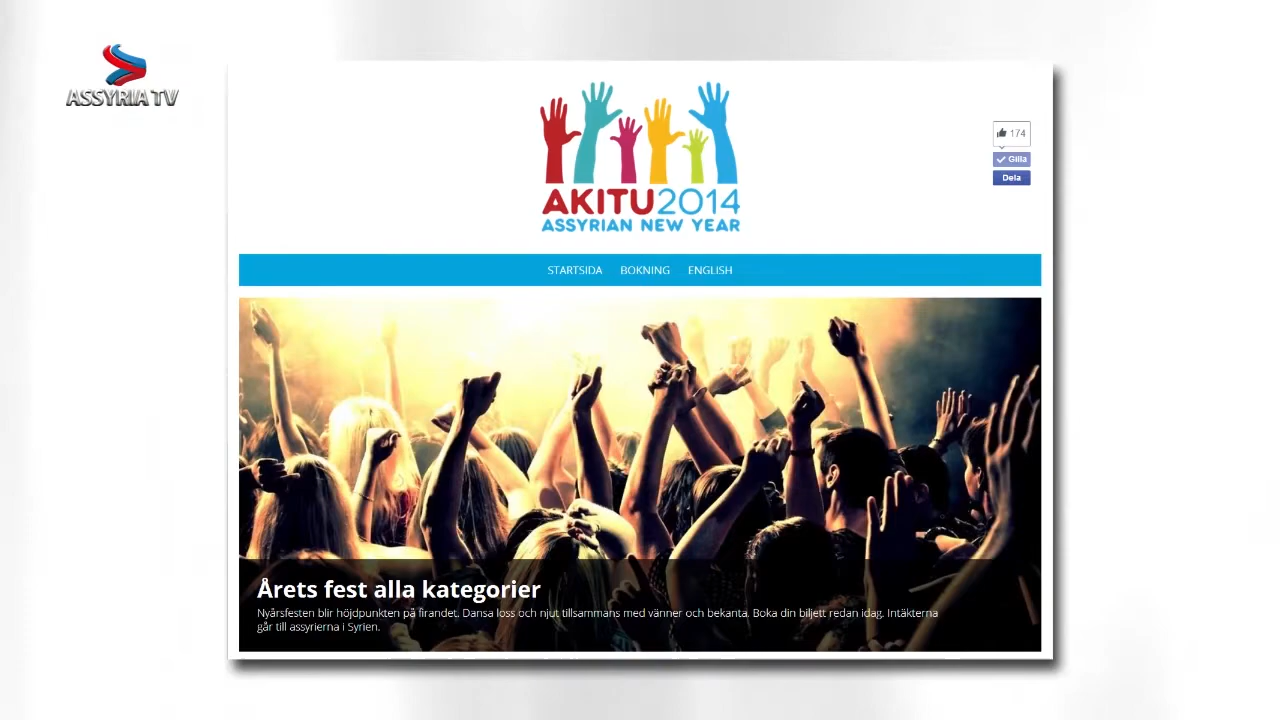 ASSYRIA TV
174
Gilla
Dela
AKITU2014
ASSYRIAN NEW YEAR
STARTSIDA BOKNING ENGLISH
Årets fest alla kategorier
Nyårsfesten blir höjdpunkten på firandet. Dansa loss och njut tillsammans med vänner och bekanta. Boka din biljett redan idag. Intäkterna
går till assyrierna i Syrien.